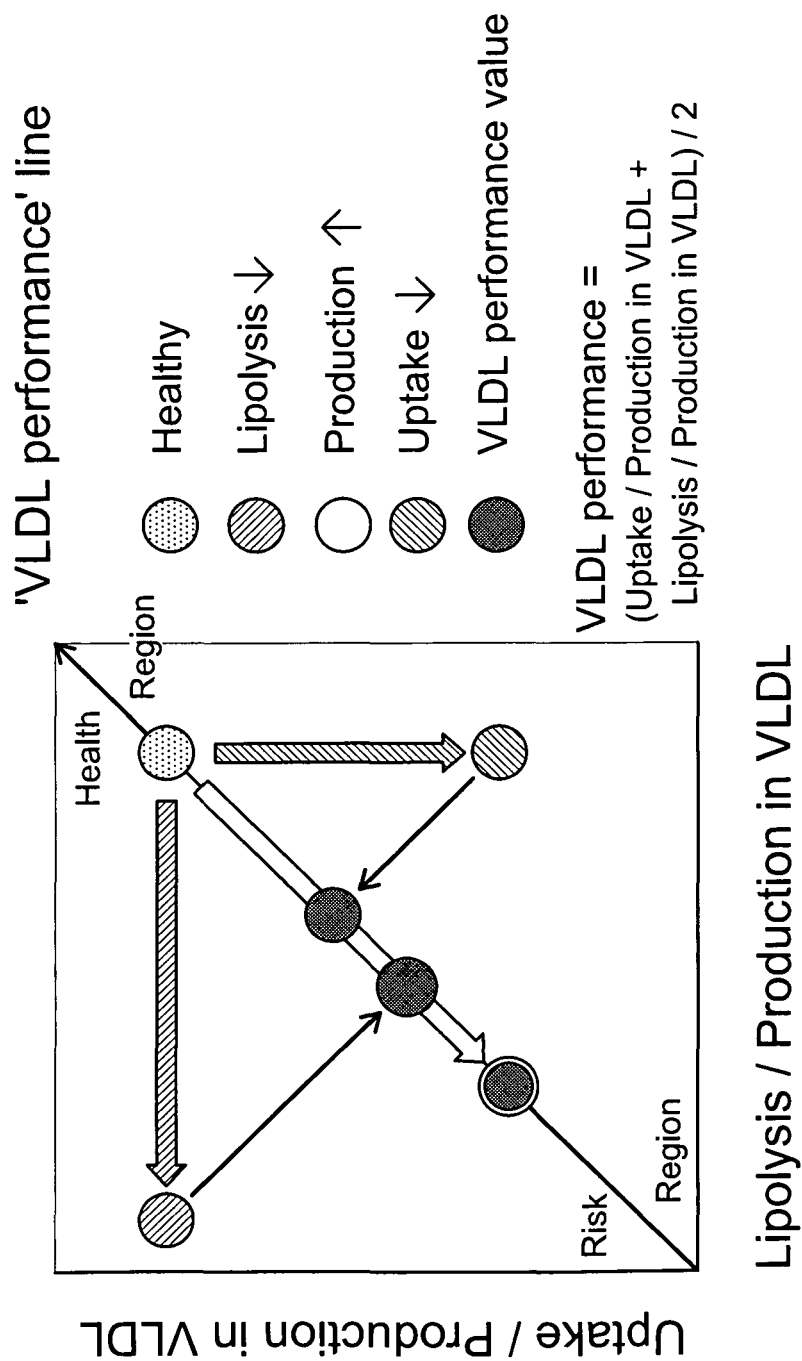 'VLDL performance' line
Healthy
Lipolysis ↓
Production ↑
Uptake ↓
VLDL performance value
VLDL performance =
(Uptake / Production in VLDL +
Lipolysis / Production in VLDL) / 2
Health
Region
Risk
Region
Uptake / Production in VLDL
Lipolysis / Production in VLDL